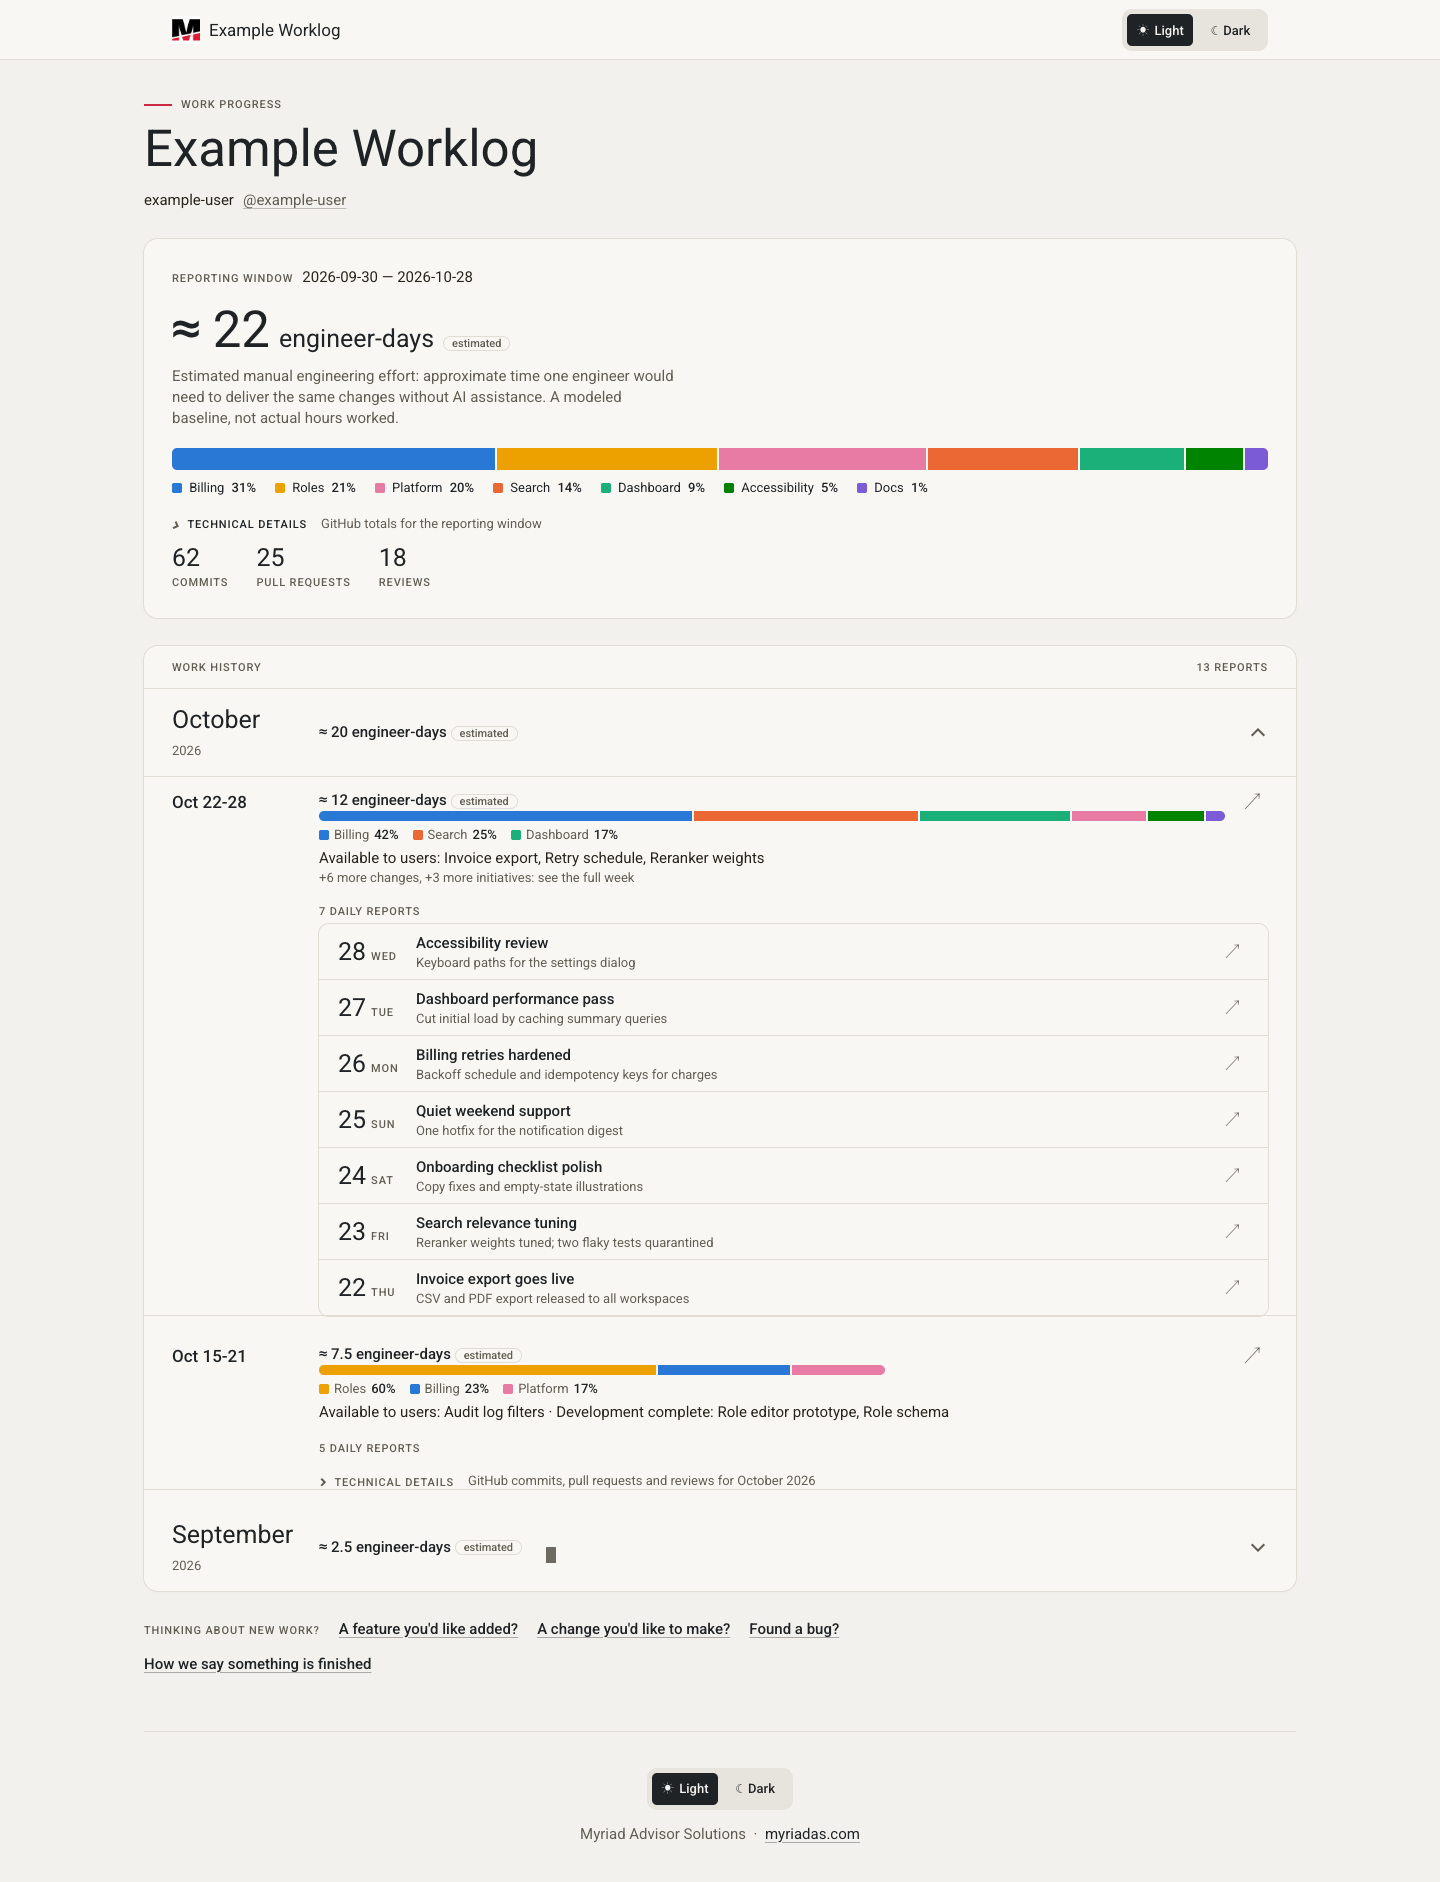 Example Worklog
☀ Light ☾ Dark
WORK PROGRESS
Example Worklog
example-user @example-user
REPORTING WINDOW 2026-09-30 — 2026-10-28
≈ 22 engineer-days estimated
Estimated manual engineering effort: approximate time one engineer would
need to deliver the same changes without AI assistance. A modeled
baseline, not actual hours worked.
Billing 31% Roles 21% Platform 20% Search 14% Dashboard 9% Accessibility 5% Docs 1%
TECHNICAL DETAILS GitHub totals for the reporting window
62 25 18
COMMITS PULL REQUESTS REVIEWS
WORK HISTORY 13 REPORTS
October
2026
≈ 20 engineer-days estimated
Oct 22-28
≈ 12 engineer-days estimated
Billing 42% Search 25% Dashboard 17%
Available to users: Invoice export, Retry schedule, Reranker weights
+6 more changes, +3 more initiatives: see the full week
7 DAILY REPORTS
28 WED Accessibility review
Keyboard paths for the settings dialog
27 TUE Dashboard performance pass
Cut initial load by caching summary queries
26 MON Billing retries hardened
Backoff schedule and idempotency keys for charges
25 SUN Quiet weekend support
One hotfix for the notification digest
24 SAT Onboarding checklist polish
Copy fixes and empty-state illustrations
23 FRI Search relevance tuning
Reranker weights tuned; two flaky tests quarantined
22 THU Invoice export goes live
CSV and PDF export released to all workspaces
Oct 15-21
≈ 7.5 engineer-days estimated
Roles 60% Billing 23% Platform 17%
Available to users: Audit log filters · Development complete: Role editor prototype, Role schema
5 DAILY REPORTS
TECHNICAL DETAILS GitHub commits, pull requests and reviews for October 2026
September
2026
≈ 2.5 engineer-days estimated
THINKING ABOUT NEW WORK? A feature you'd like added? A change you'd like to make? Found a bug?
How we say something is finished
☀ Light ☾ Dark
Myriad Advisor Solutions · myriadas.com